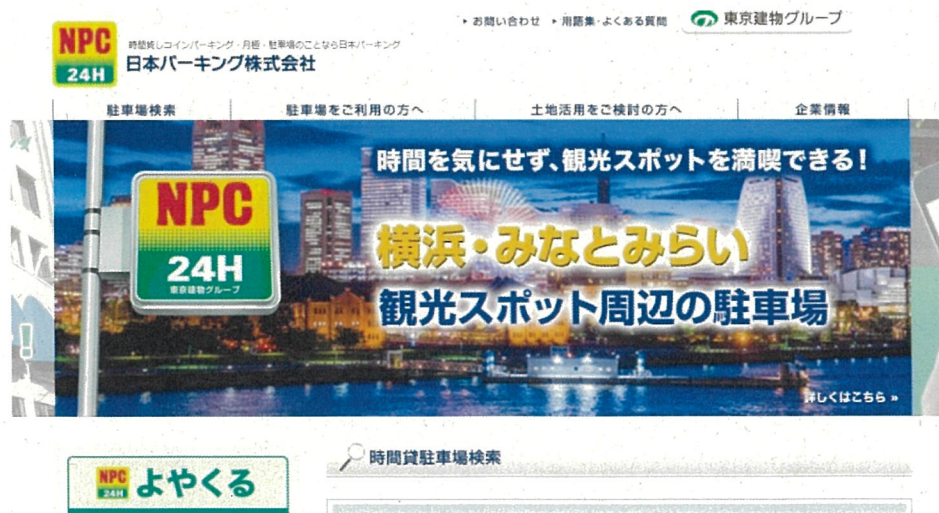 お問い合わせ
用語集・よくある質問
東京建物グループ
NPC
24H
時間貸しコインパーキング・月極・駐車場のことなら日本パーキング
日本パーキング株式会社
駐車場検索
駐車場をご利用の方へ
土地活用をご検討の方へ
企業情報
時間を気にせず、観光スポットを満喫できる!
NPC
24H
東京建物グループ
横浜・みなとみらい
観光スポット周辺の駐車場
詳しくはこちら »
NPC
24H
よやくる
時間貸駐車場検索